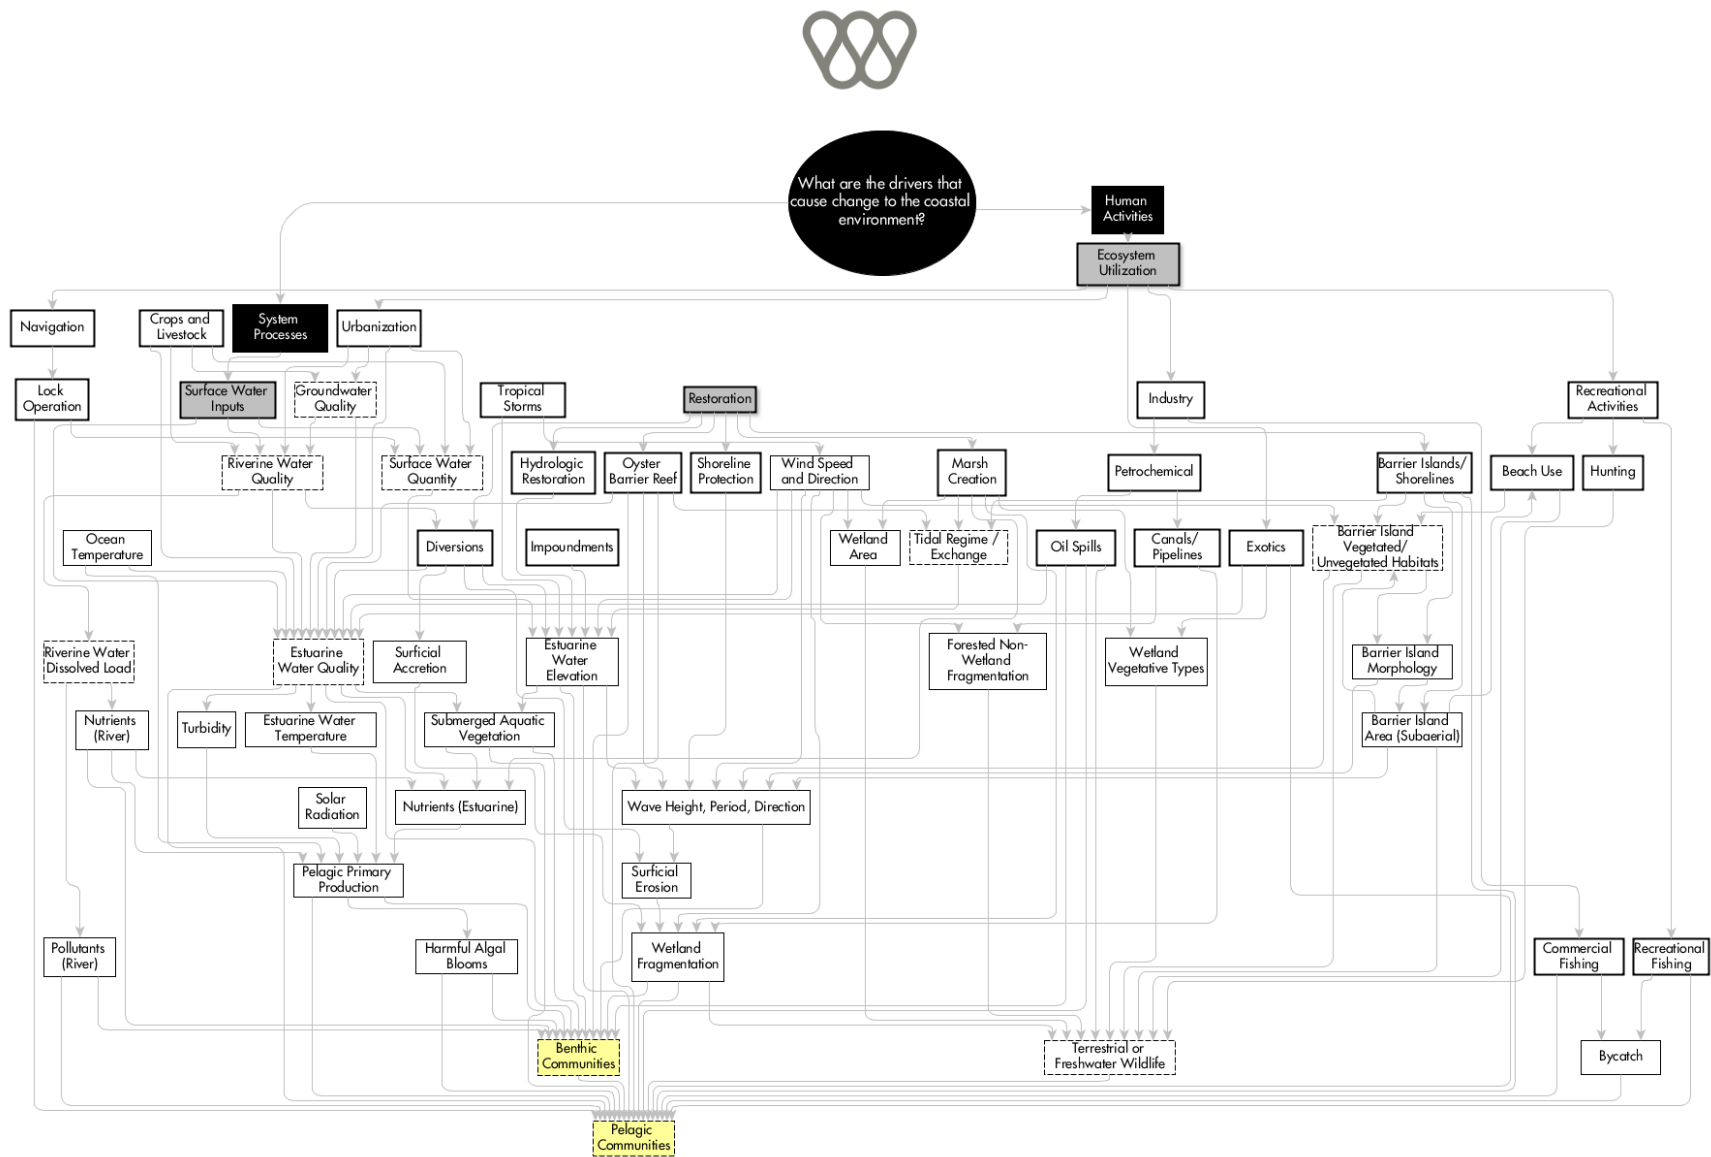 What are the drivers that
cause change to the coastal
environment?
Human
Activities
Ecosystem
Utilization
Navigation
Crops and
Livestock
System
Processes
Urbanization
Lock
Operation
Surface Water
Inputs
Groundwater
Quality
Tropical
Storms
Restoration
Industry
Recreational
Activities
Riverine Water
Quality
Surface Water
Quantity
Hydrologic
Restoration
Oyster
Barrier Reef
Shoreline
Protection
Wind Speed
and Direction
Marsh
Creation
Petrochemical
Barrier Islands/
Shorelines
Beach Use
Hunting
Ocean
Temperature
Diversions
Impoundments
Wetland
Area
Tidal Regime /
Exchange
Oil Spills
Canals/
Pipelines
Exotics
Barrier Island
Vegetated/
Unvegetated Habitats
Riverine Water
Dissolved Load
Estuarine
Water Quality
Surficial
Accretion
Estuarine
Water
Elevation
Forested Non-
Wetland
Fragmentation
Wetland
Vegetative Types
Barrier Island
Morphology
Nutrients
(River)
Turbidity
Estuarine Water
Temperature
Submerged Aquatic
Vegetation
Barrier Island
Area (Subaerial)
Solar
Radiation
Nutrients (Estuarine)
Wave Height, Period, Direction
Pelagic Primary
Production
Surficial
Erosion
Pollutants
(River)
Harmful Algal
Blooms
Wetland
Fragmentation
Commercial
Fishing
Recreational
Fishing
Benthic
Communities
Terrestrial or
Freshwater Wildlife
Bycatch
Pelagic
Communities